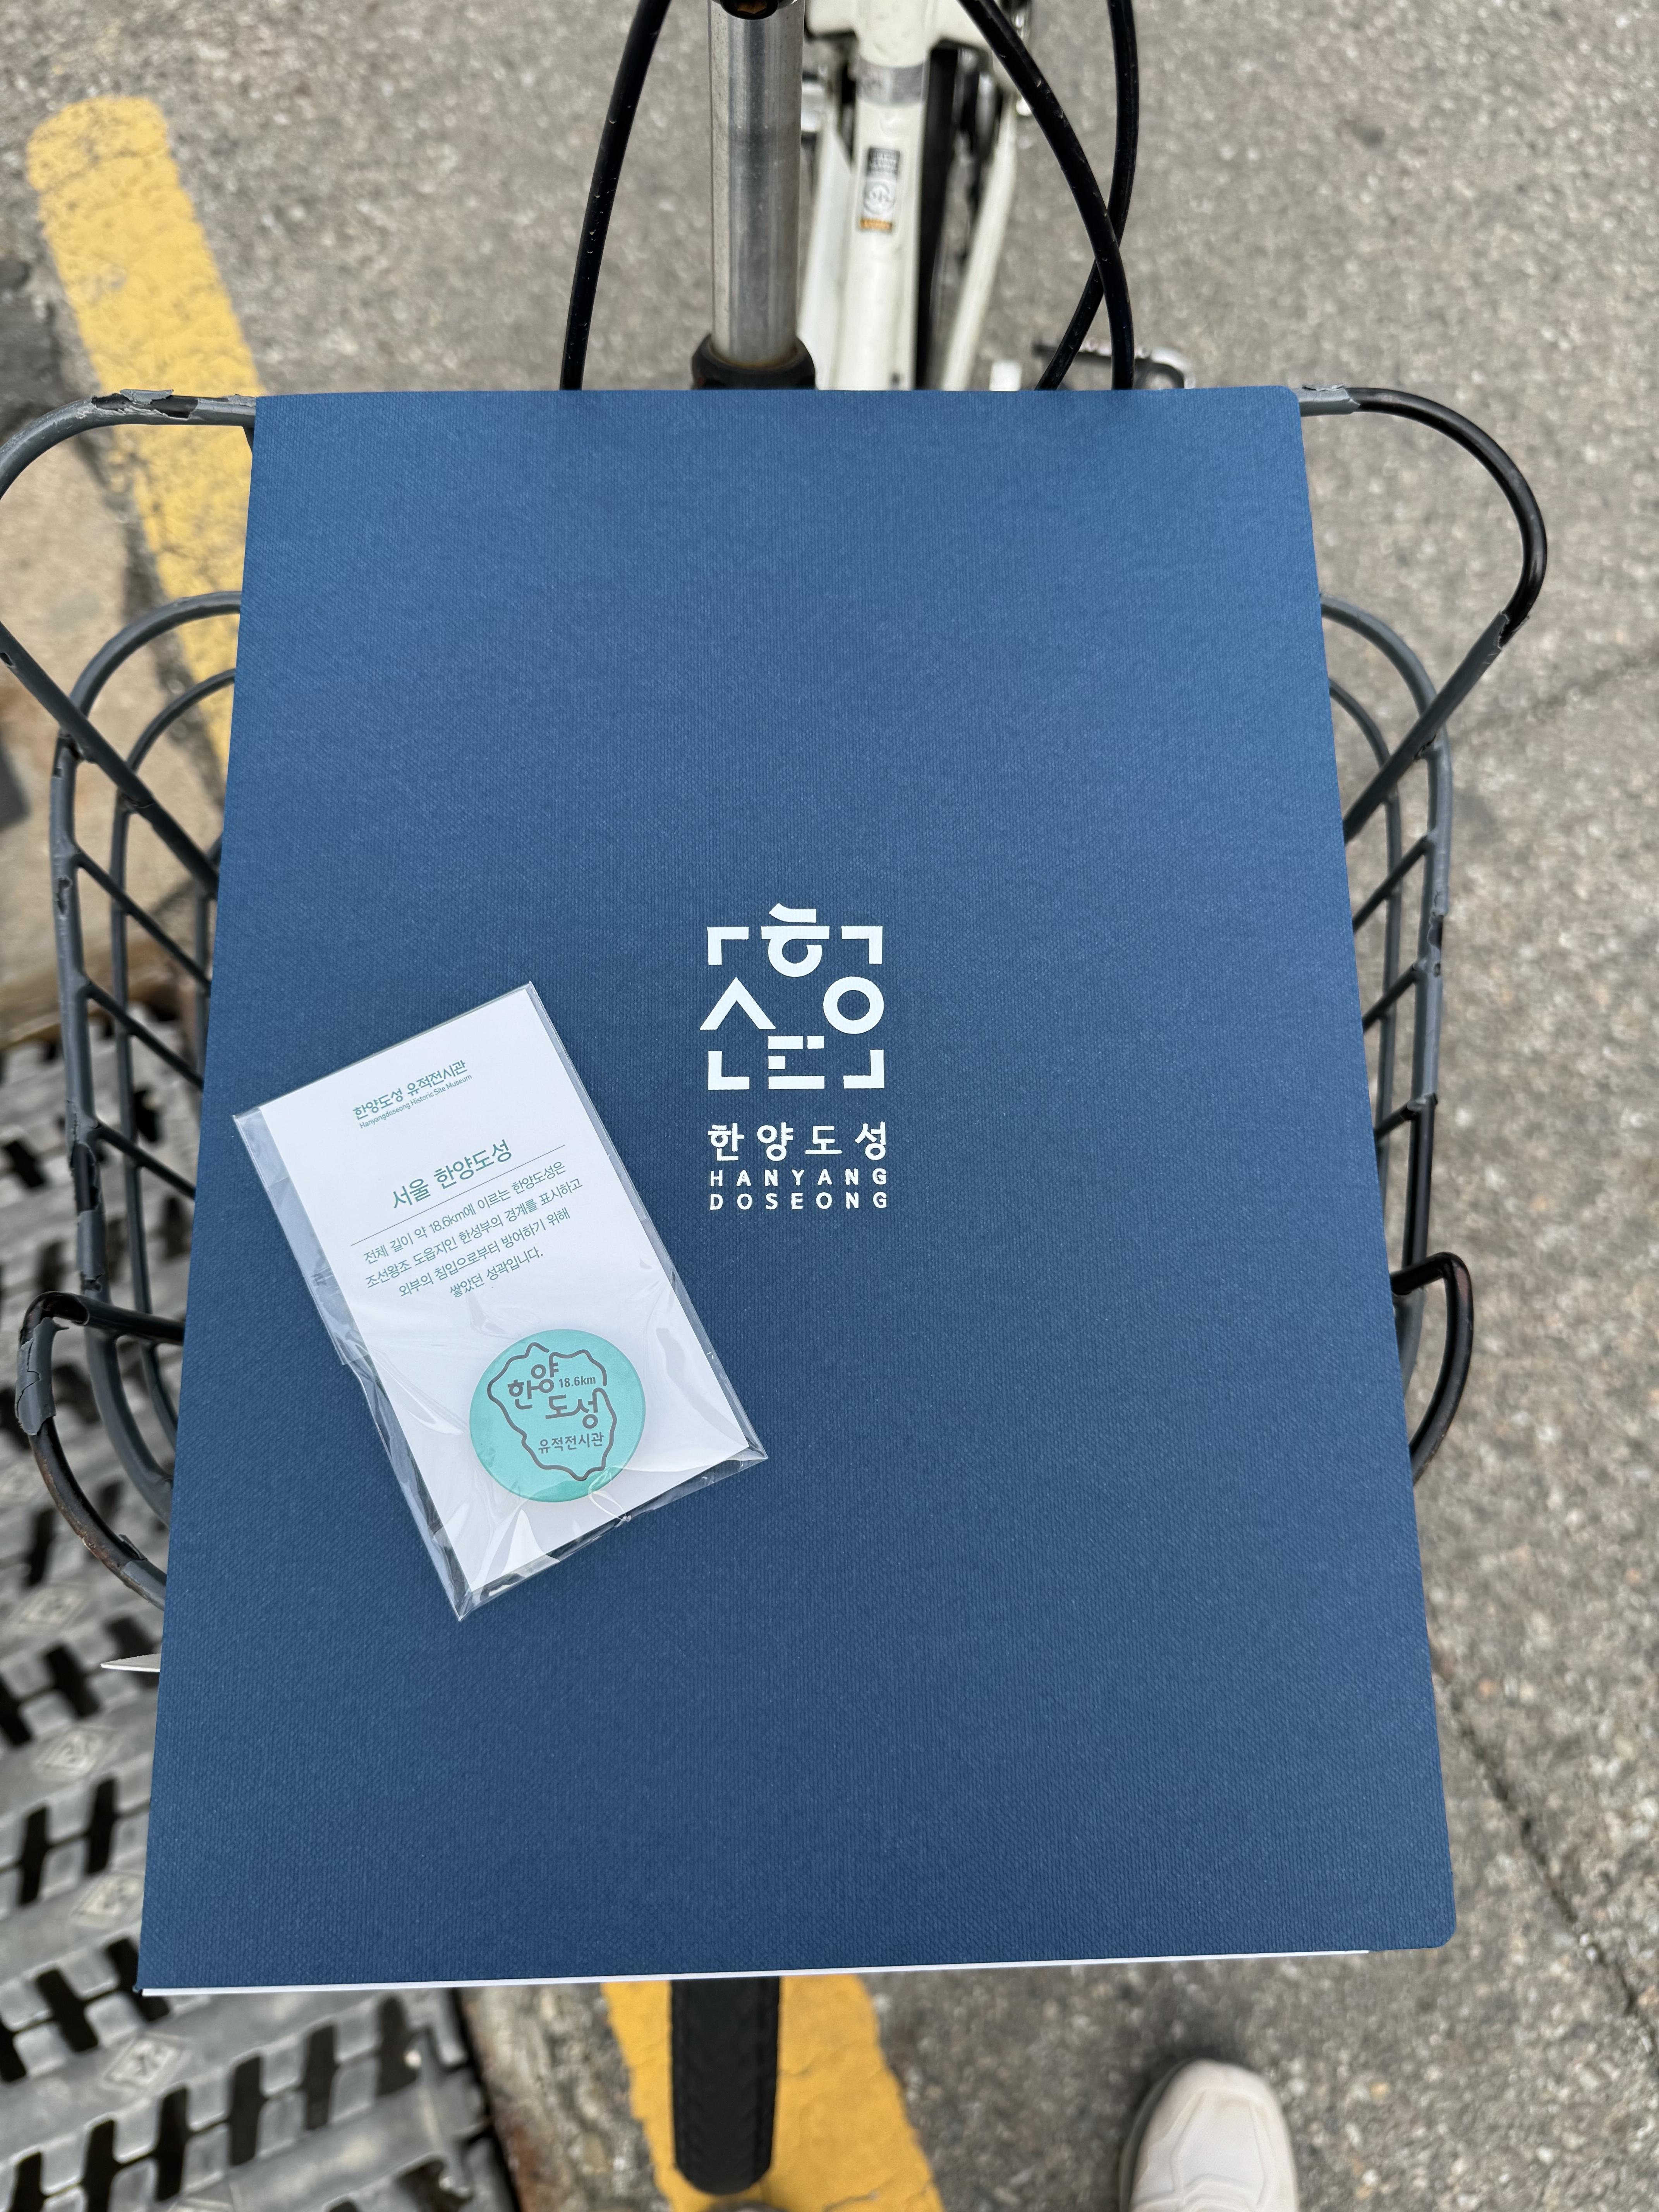 한양도성
HANYANG
DOSEONG
한양도성 유적전시관
Hanyangdoseong Historic Site Museum
서울 한양도성
전체 길이 약 18.6km에 이르는 한양도성은
조선왕조 도읍지인 한성부의 경계를 표시하고
외부의 침입으로부터 방어하기 위해
쌓았던 성곽입니다.
한양 18.6km
도성
유적전시관